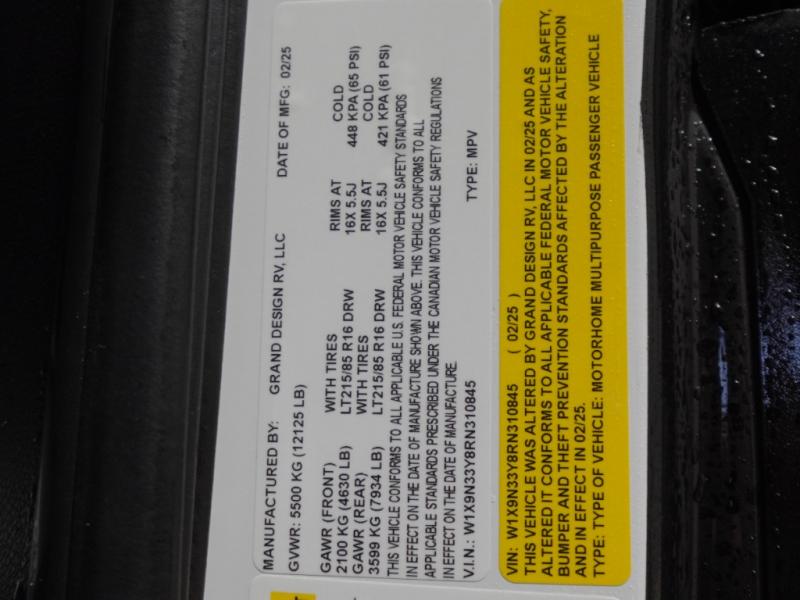 MANUFACTURED BY: GRAND DESIGN RV, LLC DATE OF MFG: 02/25
GVWR: 5500 KG (12125 LB)
GAWR (FRONT) WITH TIRES RIMS AT COLD
2100 KG (4630 LB) LT215/85 R16 DRW 16X 5.5J 448 KPA (65 PSI)
GAWR (REAR) WITH TIRES RIMS AT COLD
3599 KG (7934 LB) LT215/85 R16 DRW 16X 5.5J 421 KPA (61 PSI)
THIS VEHICLE CONFORMS TO ALL APPLICABLE U.S. FEDERAL MOTOR VEHICLE SAFETY STANDARDS
IN EFFECT ON THE DATE OF MANUFACTURE SHOWN ABOVE. THIS VEHICLE CONFORMS TO ALL
APPLICABLE STANDARDS PRESCRIBED UNDER THE CANADIAN MOTOR VEHICLE SAFETY REGULATIONS
IN EFFECT ON THE DATE OF MANUFACTURE.
V.I.N.: W1X9N33Y8RN310845 TYPE: MPV
VIN: W1X9N33Y8RN310845 ( 02/25 )
THIS VEHICLE WAS ALTERED BY GRAND DESIGN RV, LLC IN 02/25 AND AS
ALTERED IT CONFORMS TO ALL APPLICABLE FEDERAL MOTOR VEHICLE SAFETY,
BUMPER AND THEFT PREVENTION STANDARDS AFFECTED BY THE ALTERATION
AND IN EFFECT IN 02/25.
TYPE: TYPE OF VEHICLE: MOTORHOME MULTIPURPOSE PASSENGER VEHICLE